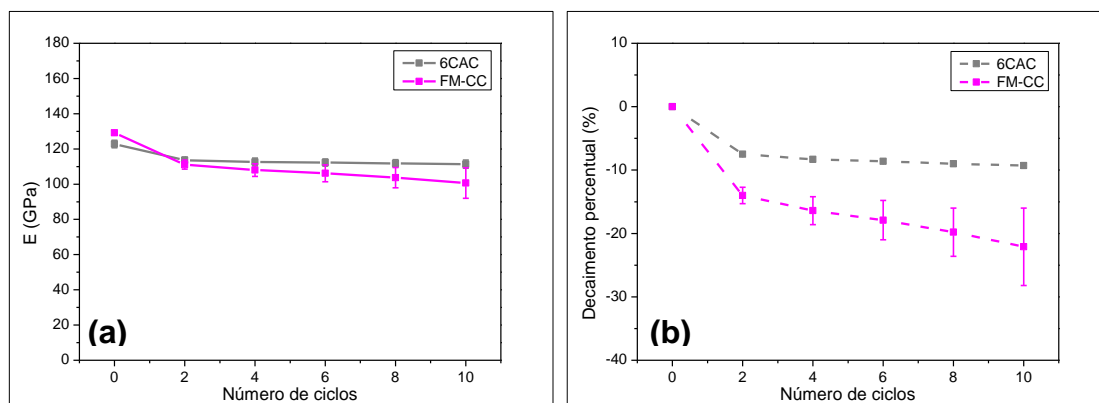 180
160
140
120
100
80
60
40
20
0
E (GPa)
0 2 4 6 8 10
Número de ciclos
6CAC
FM-CC
(a)
10
0
-10
-20
-30
-40
Decaimento percentual (%)
0 2 4 6 8 10
Número de ciclos
6CAC
FM-CC
(b)